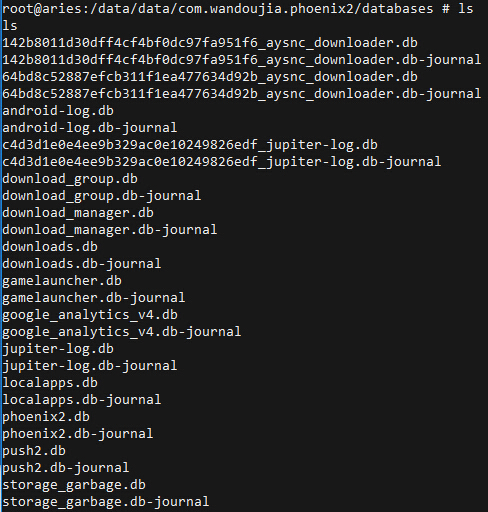 root@aries:/data/data/com.wandoujia.phoenix2/databases # ls
ls
142b8011d30dff4cf4bf0dc97fa951f6_aysnc_downloader.db
142b8011d30dff4cf4bf0dc97fa951f6_aysnc_downloader.db-journal
64bd8c52887efcb311f1ea477634d92b_aysnc_downloader.db
64bd8c52887efcb311f1ea477634d92b_aysnc_downloader.db-journal
android-log.db
android-log.db-journal
c4d3d1e0e4ee9b329ac0e10249826edf_jupiter-log.db
c4d3d1e0e4ee9b329ac0e10249826edf_jupiter-log.db-journal
download_group.db
download_group.db-journal
download_manager.db
download_manager.db-journal
downloads.db
downloads.db-journal
gamelauncher.db
gamelauncher.db-journal
google_analytics_v4.db
google_analytics_v4.db-journal
jupiter-log.db
jupiter-log.db-journal
localapps.db
localapps.db-journal
phoenix2.db
phoenix2.db-journal
push2.db
push2.db-journal
storage_garbage.db
storage_garbage.db-journal